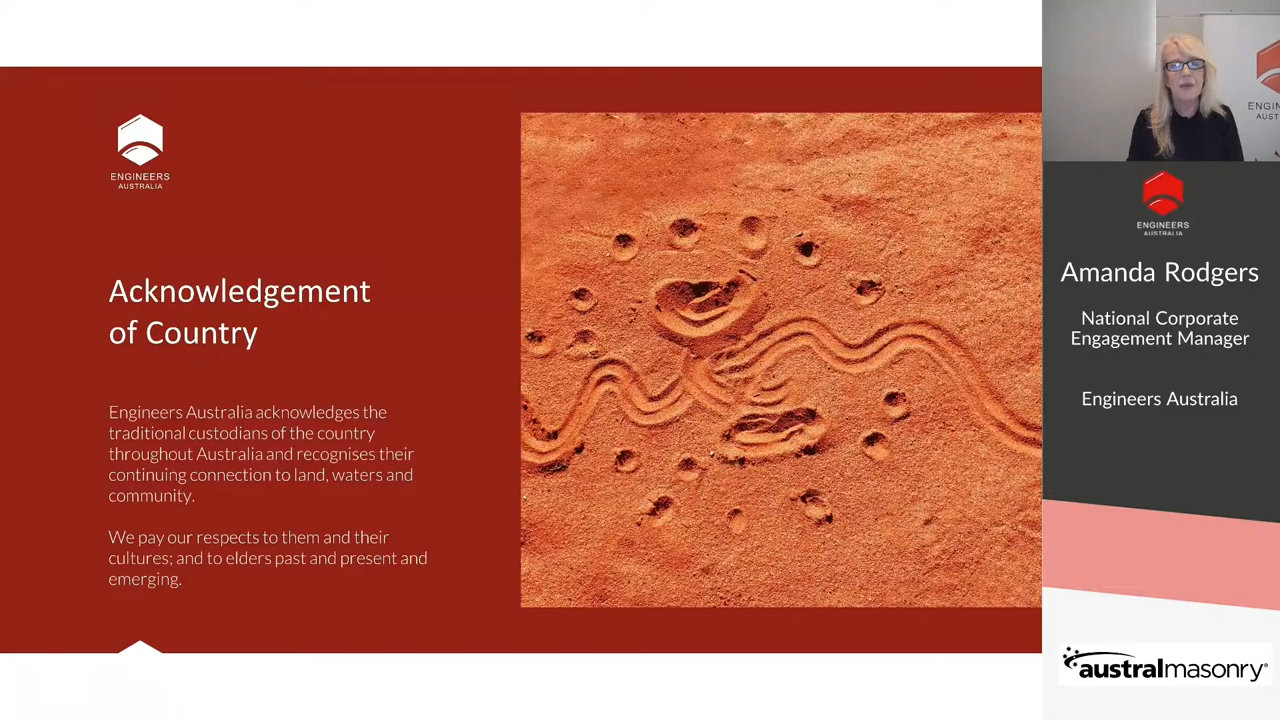 ENGINEERS
AUSTRALIA
Acknowledgement
of Country
Engineers Australia acknowledges the
traditional custodians of the country
throughout Australia and recognises their
continuing connection to land, waters and
community.
We pay our respects to them and their
cultures; and to elders past and present and
emerging.
ENGINEERS
AUSTRALIA
Amanda Rodgers
National Corporate
Engagement Manager
Engineers Australia
australmasonry®